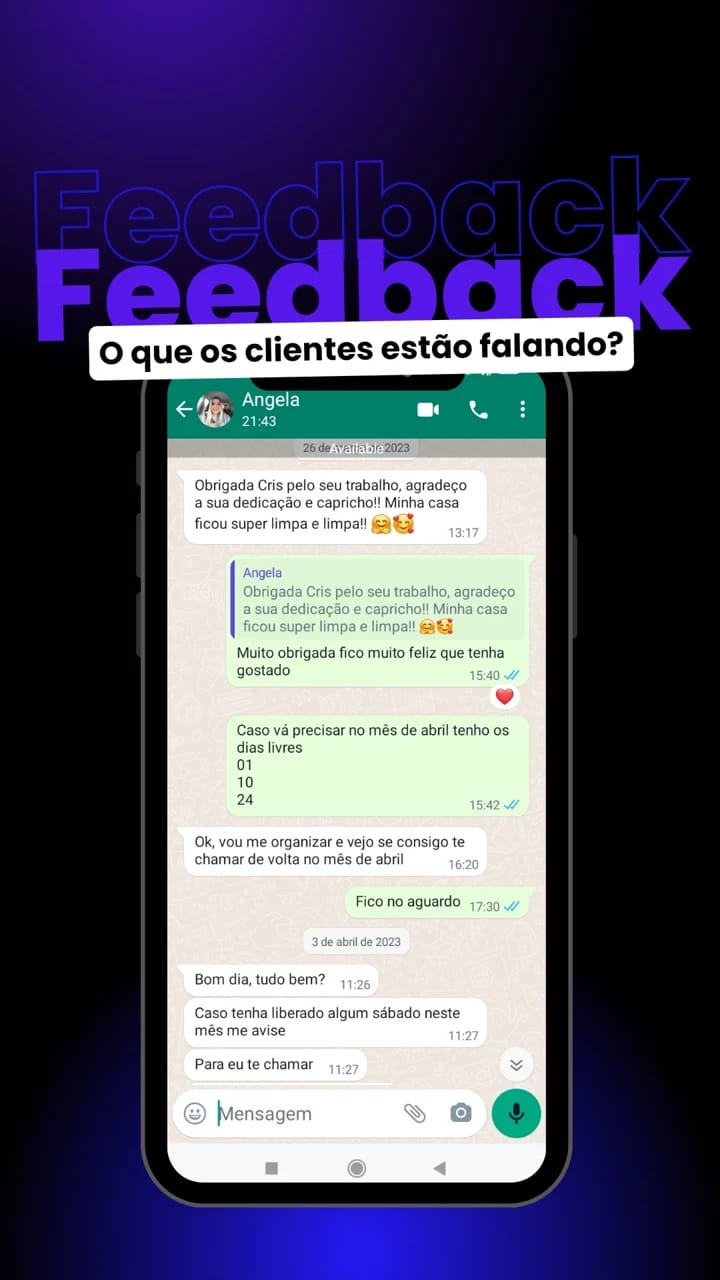 Feedback
Feedback
O que os clientes estão falando?
Angela
21:43
26 de 2023
Available
Obrigada Cris pelo seu trabalho, agradeço
a sua dedicação e capricho!! Minha casa
ficou super limpa e limpa!! 🤗🥰
13:17
Angela
Obrigada Cris pelo seu trabalho, agradeço
a sua dedicação e capricho!! Minha casa
ficou super limpa e limpa!! 🤗🥰
Muito obrigada fico muito feliz que tenha
gostado
15:40
Caso vá precisar no mês de abril tenho os
dias livres
01
10
24
15:42
Ok, vou me organizar e vejo se consigo te
chamar de volta no mês de abril
16:20
Fico no aguardo
17:30
3 de abril de 2023
Bom dia, tudo bem?
11:26
Caso tenha liberado algum sábado neste
mês me avise
11:27
Para eu te chamar
11:27
Mensagem